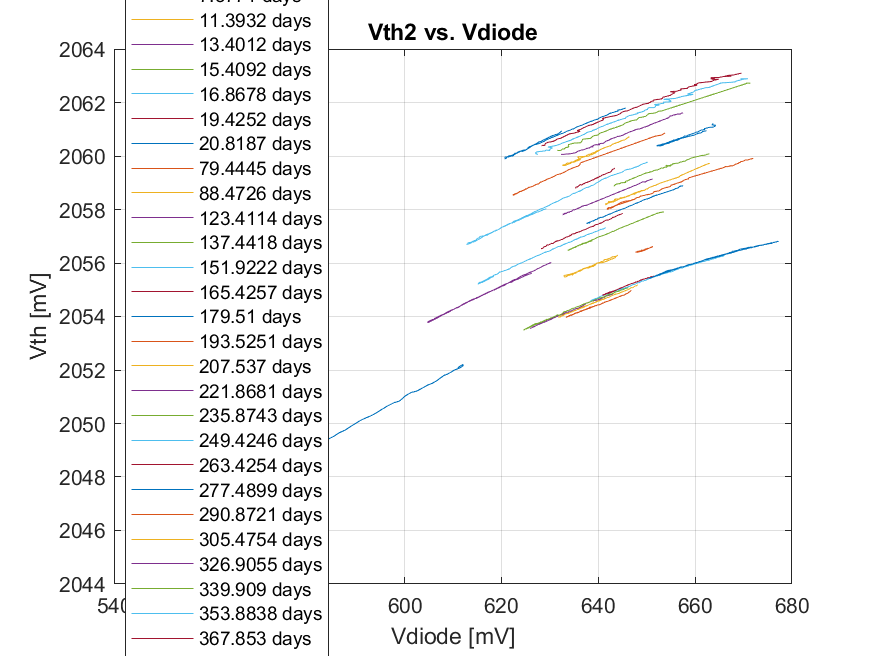 11.3932 days
13.4012 days
15.4092 days
16.8678 days
19.4252 days
20.8187 days
79.4445 days
88.4726 days
123.4114 days
137.4418 days
151.9222 days
165.4257 days
179.51 days
193.5251 days
207.537 days
221.8681 days
235.8743 days
249.4246 days
263.4254 days
277.4899 days
290.8721 days
305.4754 days
326.9055 days
339.909 days
353.8838 days
367.853 days
Vth2 vs. Vdiode
2064
2062
2060
2058
2056
2054
2052
2050
2048
2046
2044
Vth [mV]
540
600
620
640
660
680
Vdiode [mV]